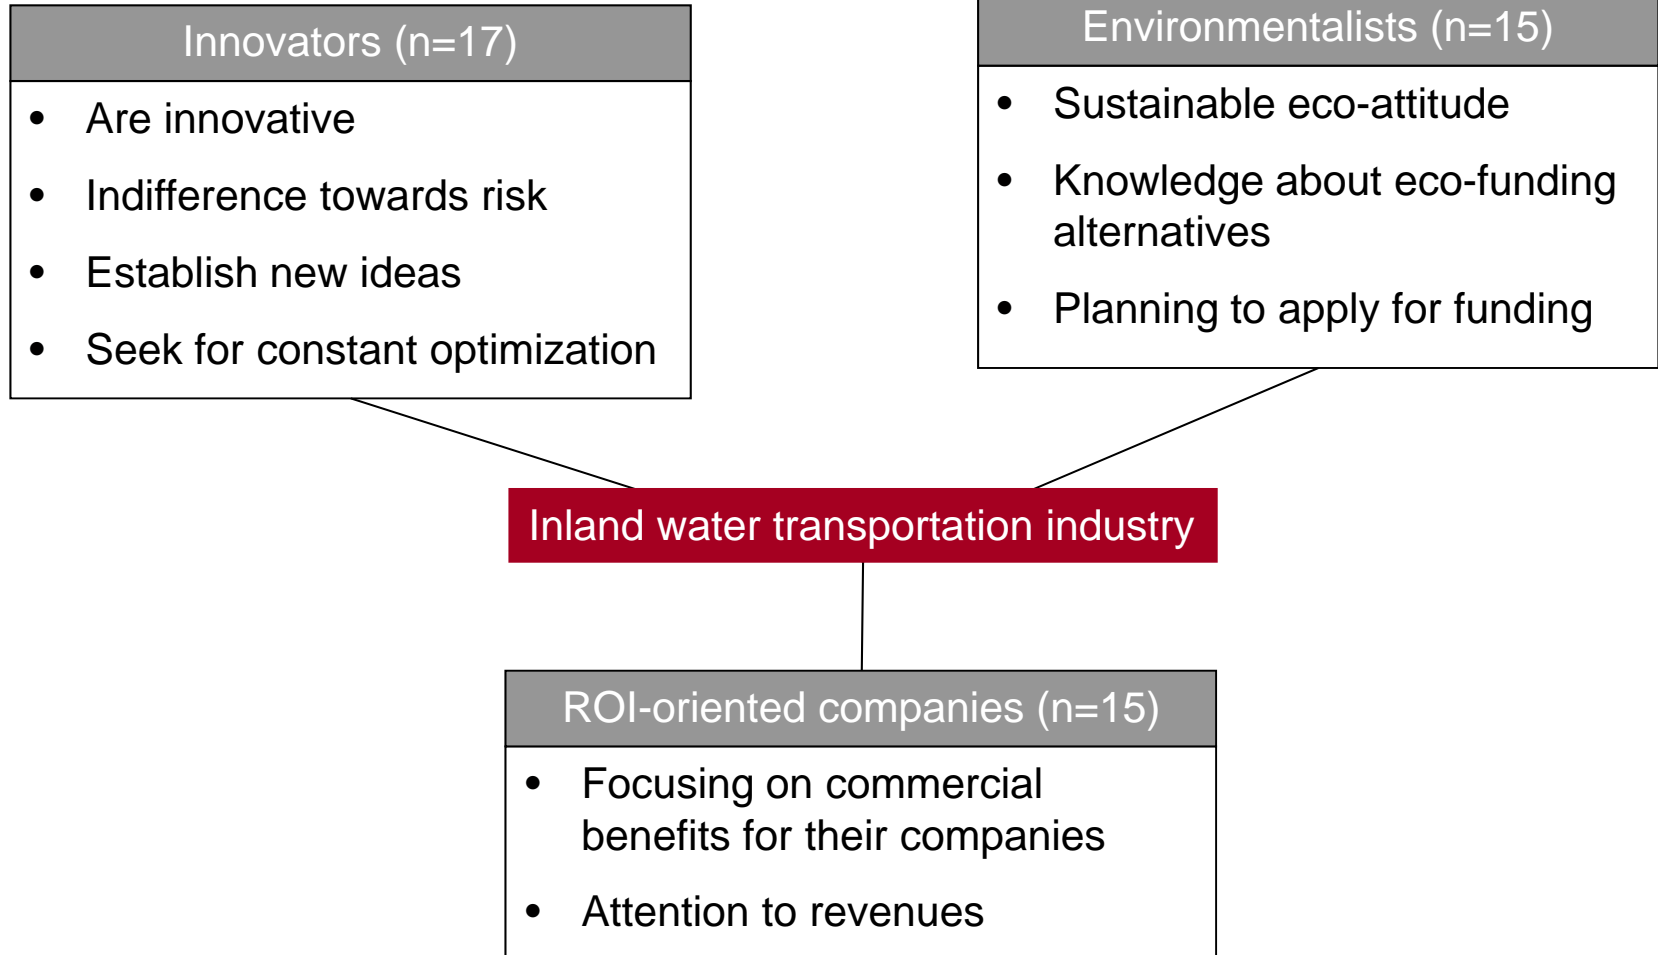 Innovators (n=17)
• Are innovative
• Indifference towards risk
• Establish new ideas
• Seek for constant optimization
Environmentalists (n=15)
• Sustainable eco-attitude
• Knowledge about eco-funding
alternatives
• Planning to apply for funding
Inland water transportation industry
ROI-oriented companies (n=15)
• Focusing on commercial
benefits for their companies
• Attention to revenues